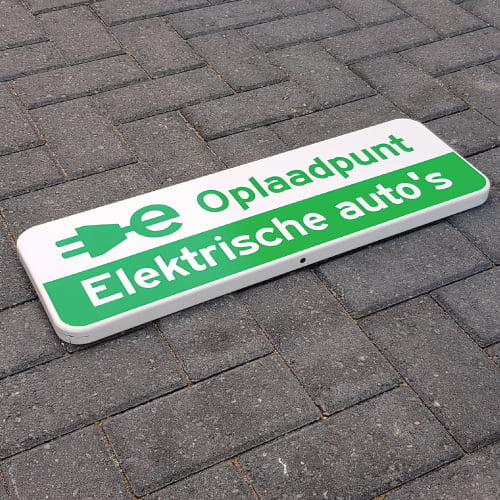 e Oplaadpunt
Elektrische auto's